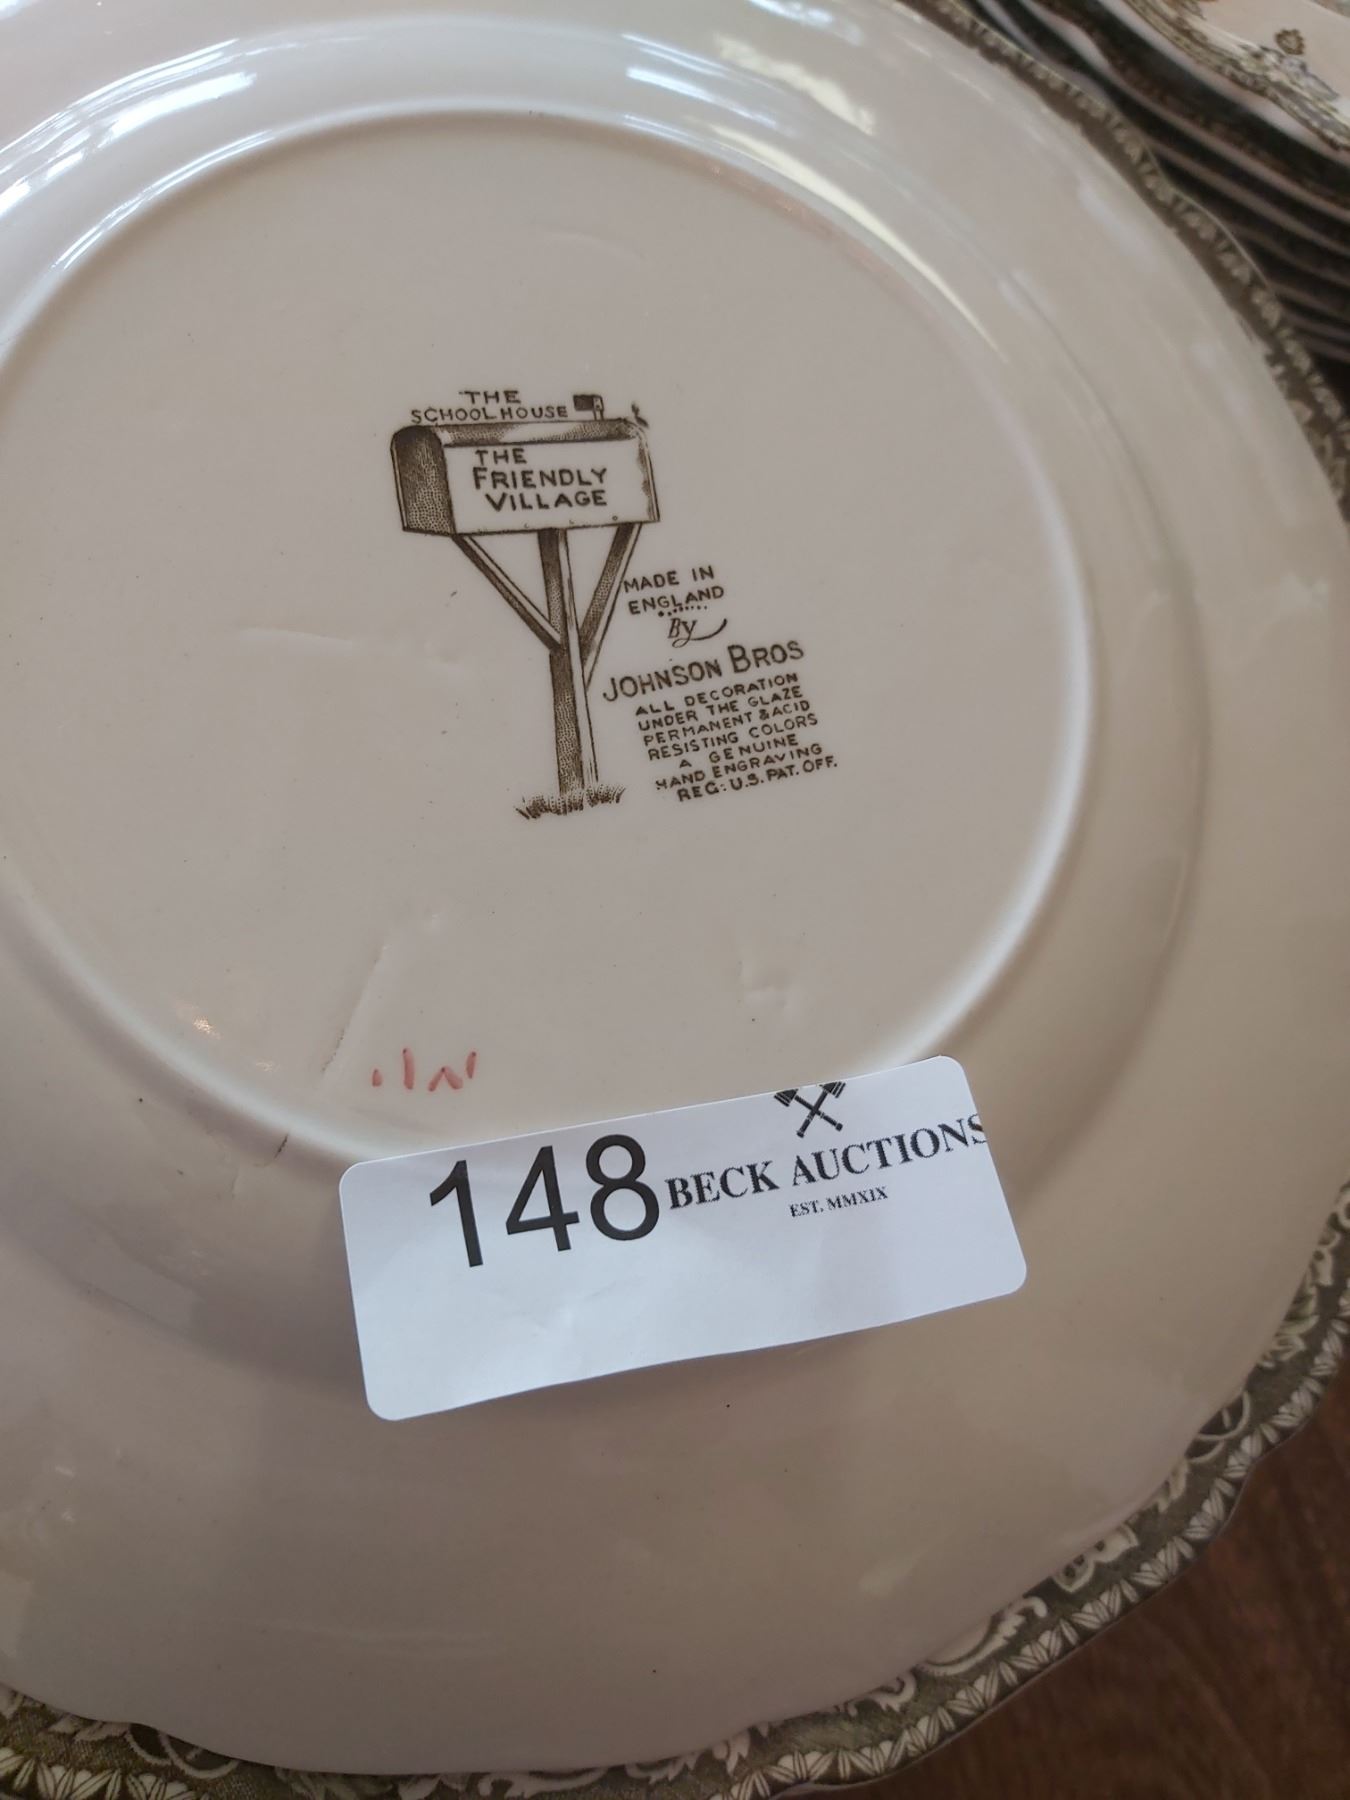 THE
SCHOOL HOUSE
THE
FRIENDLY
VILLAGE
MADE IN
ENGLAND
By
JOHNSON BROS
ALL DECORATION
UNDER THE GLAZE
PERMANENT & ACID
RESISTING COLORS
A GENUINE
HAND ENGRAVING
REG: U.S. PAT. OFF.
148 BECK AUCTIONS
EST. MMXIX